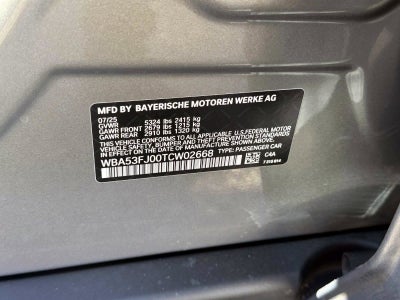 MFD BY BAYERISCHE MOTOREN WERKE AG
07/25
GVWR 5324 lbs 2415 kg
GAWR FRONT 2679 lbs 1215 kg
GAWR REAR 2910 lbs 1320 kg
THIS VEHICLE CONFORMS TO ALL APPLICABLE U.S.FEDERAL MOTOR
VEHICLE SAFETY, BUMPER, AND THEFT PREVENTION STANDARDS
IN EFFECT ON THE DATE OF MANUFACTURE SHOWN ABOVE.
WBA53FJ00TCW02668 TYPE: PASSENGER CAR C4A